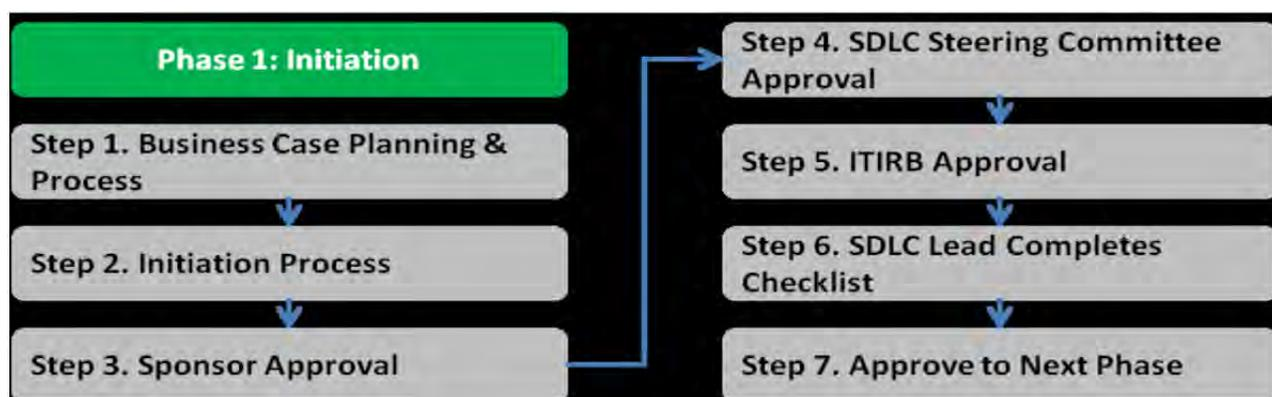 Phase 1: Initiation
Step 1. Business Case Planning &
Process
Step 2. Initiation Process
Step 3. Sponsor Approval
Step 4. SDLC Steering Committee
Approval
Step 5. ITIRB Approval
Step 6. SDLC Lead Completes
Checklist
Step 7. Approve to Next Phase